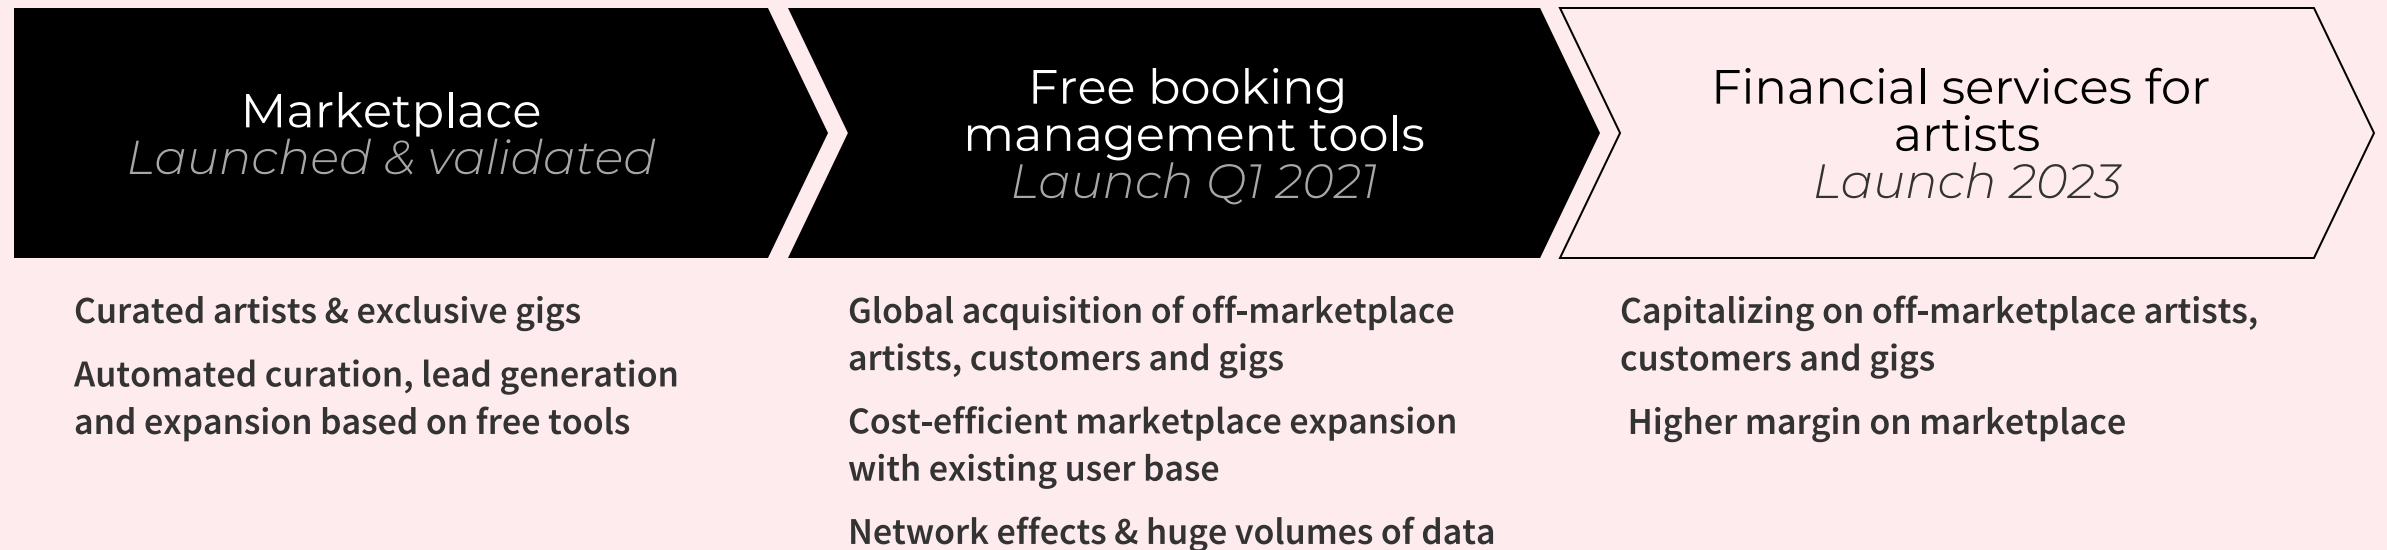 Marketplace
Launched & validated
Free booking
management tools
Launch Q1 2021
Financial services for
artists
Launch 2023
Curated artists & exclusive gigs
Automated curation, lead generation
and expansion based on free tools
Global acquisition of off-marketplace
artists, customers and gigs
Cost-efficient marketplace expansion
with existing user base
Network effects & huge volumes of data
Capitalizing on off-marketplace artists,
customers and gigs
Higher margin on marketplace